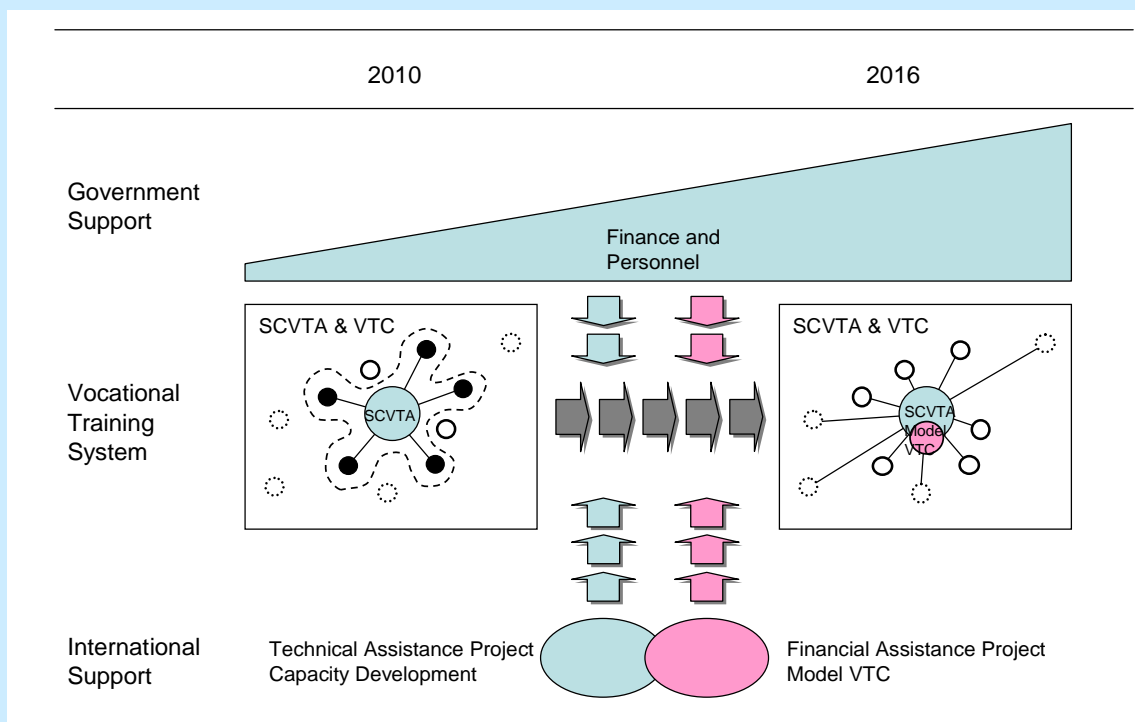 2010
2016
Government
Support
Finance and
Personnel
SCVTA & VTC
SCVTA
Vocational
Training
System
SCVTA & VTC
SCVTA
Model
VTC
International
Support
Technical Assistance Project
Capacity Development
Financial Assistance Project
Model VTC